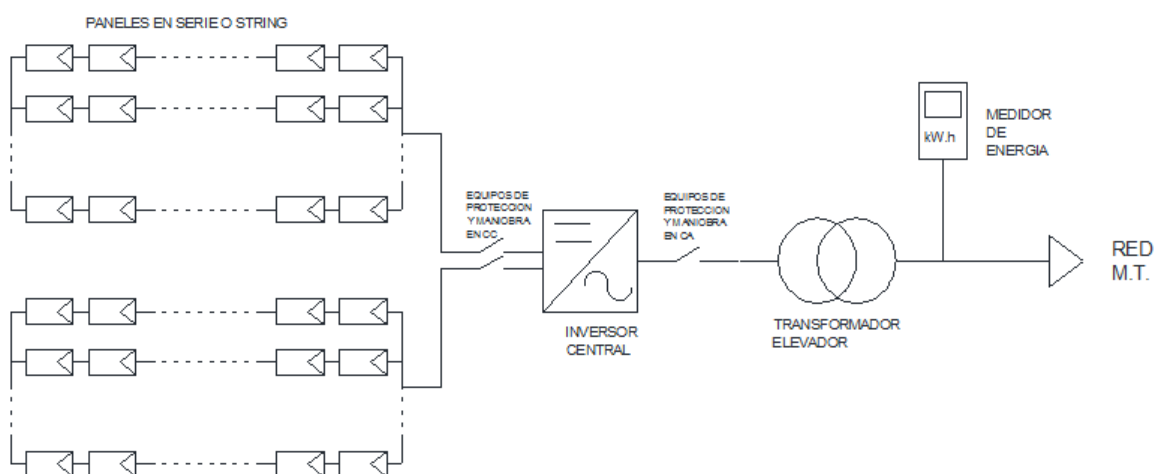 PANELES EN SERIE O STRING
kW.h
MEDIDOR
DE
ENERGIA
EQUIPOS DE
PROTECCION
Y MANIOBRA
EN CC
EQUIPOS DE
PROTECCION
Y MANIOBRA
EN CA
RED
M.T.
INVERSOR
CENTRAL
TRANSFORMADOR
ELEVADOR